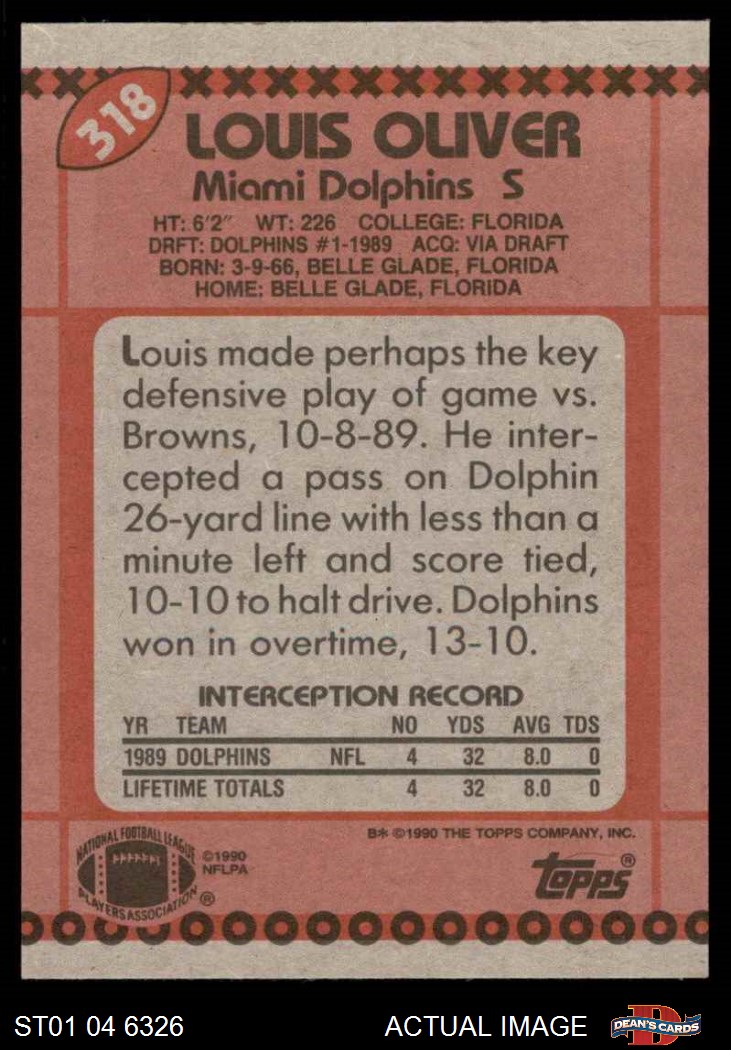 318
LOUIS OLIVER
Miami Dolphins S
HT: 6'2" WT: 226 COLLEGE: FLORIDA
DRFT: DOLPHINS #1-1989 ACQ: VIA DRAFT
BORN: 3-9-66, BELLE GLADE, FLORIDA
HOME: BELLE GLADE, FLORIDA
Louis made perhaps the key
defensive play of game vs.
Browns, 10-8-89. He inter-
cepted a pass on Dolphin
26-yard line with less than a
minute left and score tied,
10-10 to halt drive. Dolphins
won in overtime, 13-10.
INTERCEPTION RECORD
YR TEAM NO YDS AVG TDS
1989 DOLPHINS NFL 4 32 8.0 0
LIFETIME TOTALS 4 32 8.0 0
B* ©1990 THE TOPPS COMPANY, INC.
NATIONAL FOOTBALL LEAGUE
PLAYERS ASSOCIATION ®
©1990
NFLPA
topps®
ST01 04 6326 ACTUAL IMAGE
D
DEAN'S CARDS